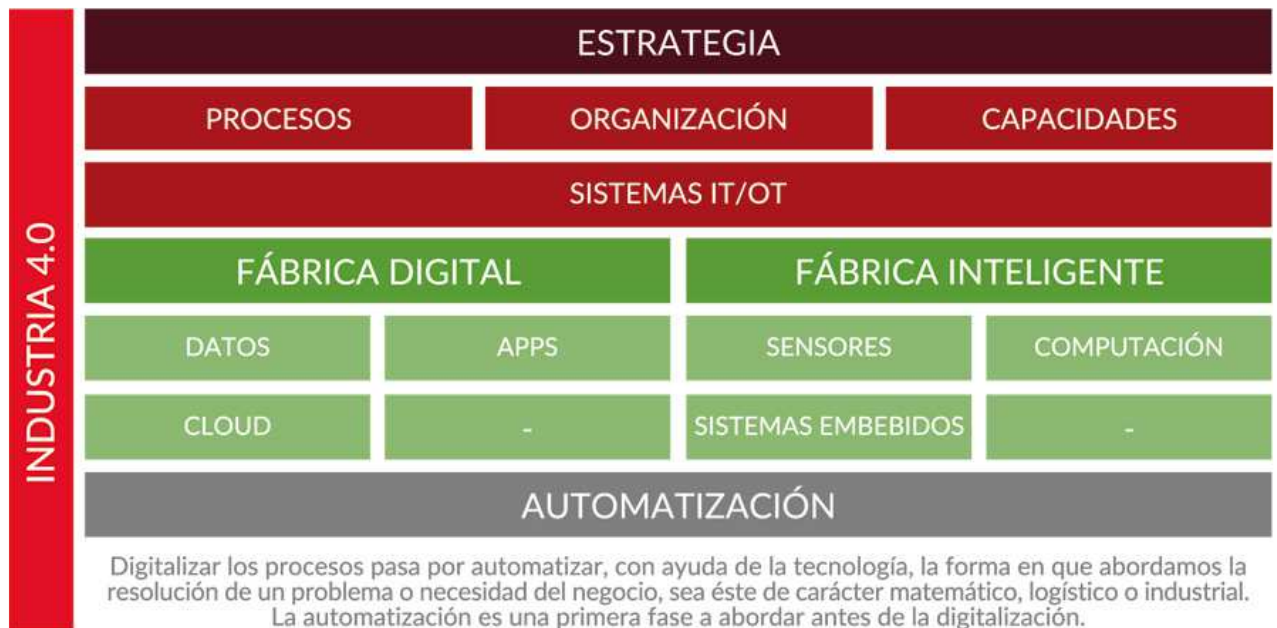 INDUSTRIA 4.0
ESTRATEGIA
PROCESOS
ORGANIZACIÓN
CAPACIDADES
SISTEMAS IT/OT
FÁBRICA DIGITAL
FÁBRICA INTELIGENTE
DATOS
APPS
SENSORES
COMPUTACIÓN
CLOUD
-
SISTEMAS EMBEBIDOS
-
AUTOMATIZACIÓN
Digitalizar los procesos pasa por automatizar, con ayuda de la tecnología, la forma en que abordamos la
resolución de un problema o necesidad del negocio, sea éste de carácter matemático, logístico o industrial.
La automatización es una primera fase a abordar antes de la digitalización.